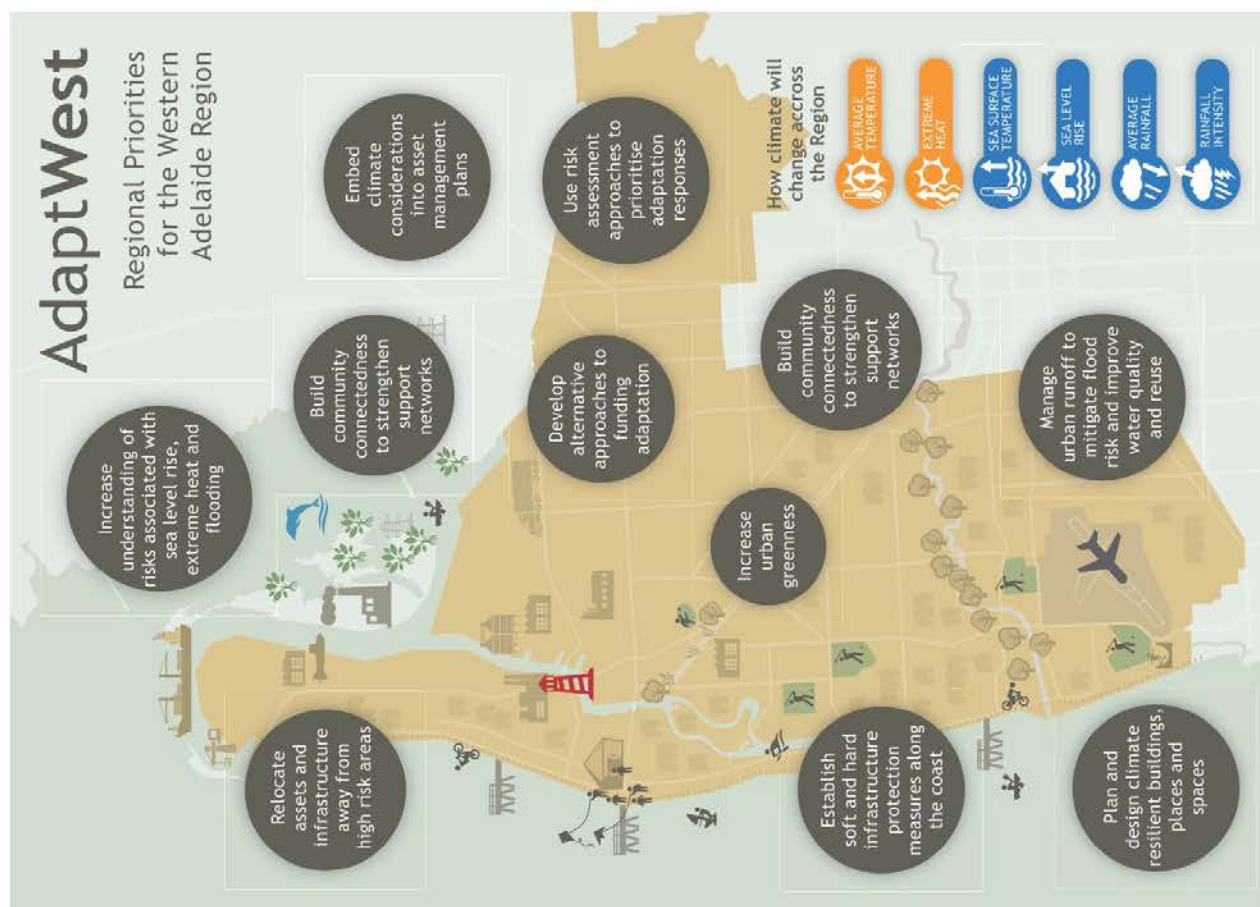 AdaptWest
Regional Priorities
for the Western
Adelaide Region
Increase
understanding of
risks associated with
sea level rise,
extreme heat and
flooding
Relocate
assets and
infrastructure
away from
high risk areas
Build
community
connectedness
to strengthen
support
networks
Embed
climate
considerations
into asset
management
plans
Develop
alternative
approaches to
funding
adaptation
Use risk
assessment
approaches to
prioritise
adaptation
responses
Increase
urban
greenness
Build
community
connectedness
to strengthen
support
networks
Establish
soft and hard
infrastructure
protection
measures along
the coast
Plan and
design climate
resilient buildings,
places and
spaces
Manage
urban runoff to
mitigate flood
risk and improve
water quality
and reuse
How climate will
change accross
the Region
AVERAGE
TEMPERATURE
EXTREME
HEAT
SEA SURFACE
TEMPERATURE
SEA LEVEL
RISE
AVERAGE
RAINFALL
RAINFALL
INTENSITY